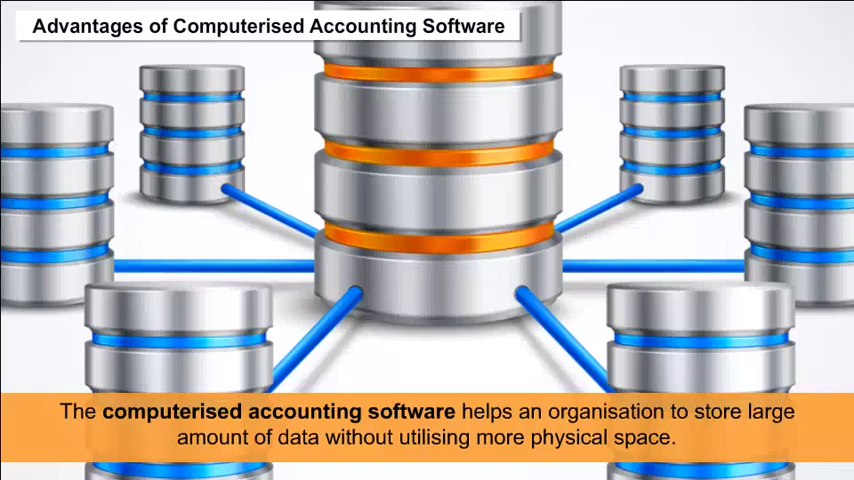 Advantages of Computerised Accounting Software
The computerised accounting software helps an organisation to store large
amount of data without utilising more physical space.